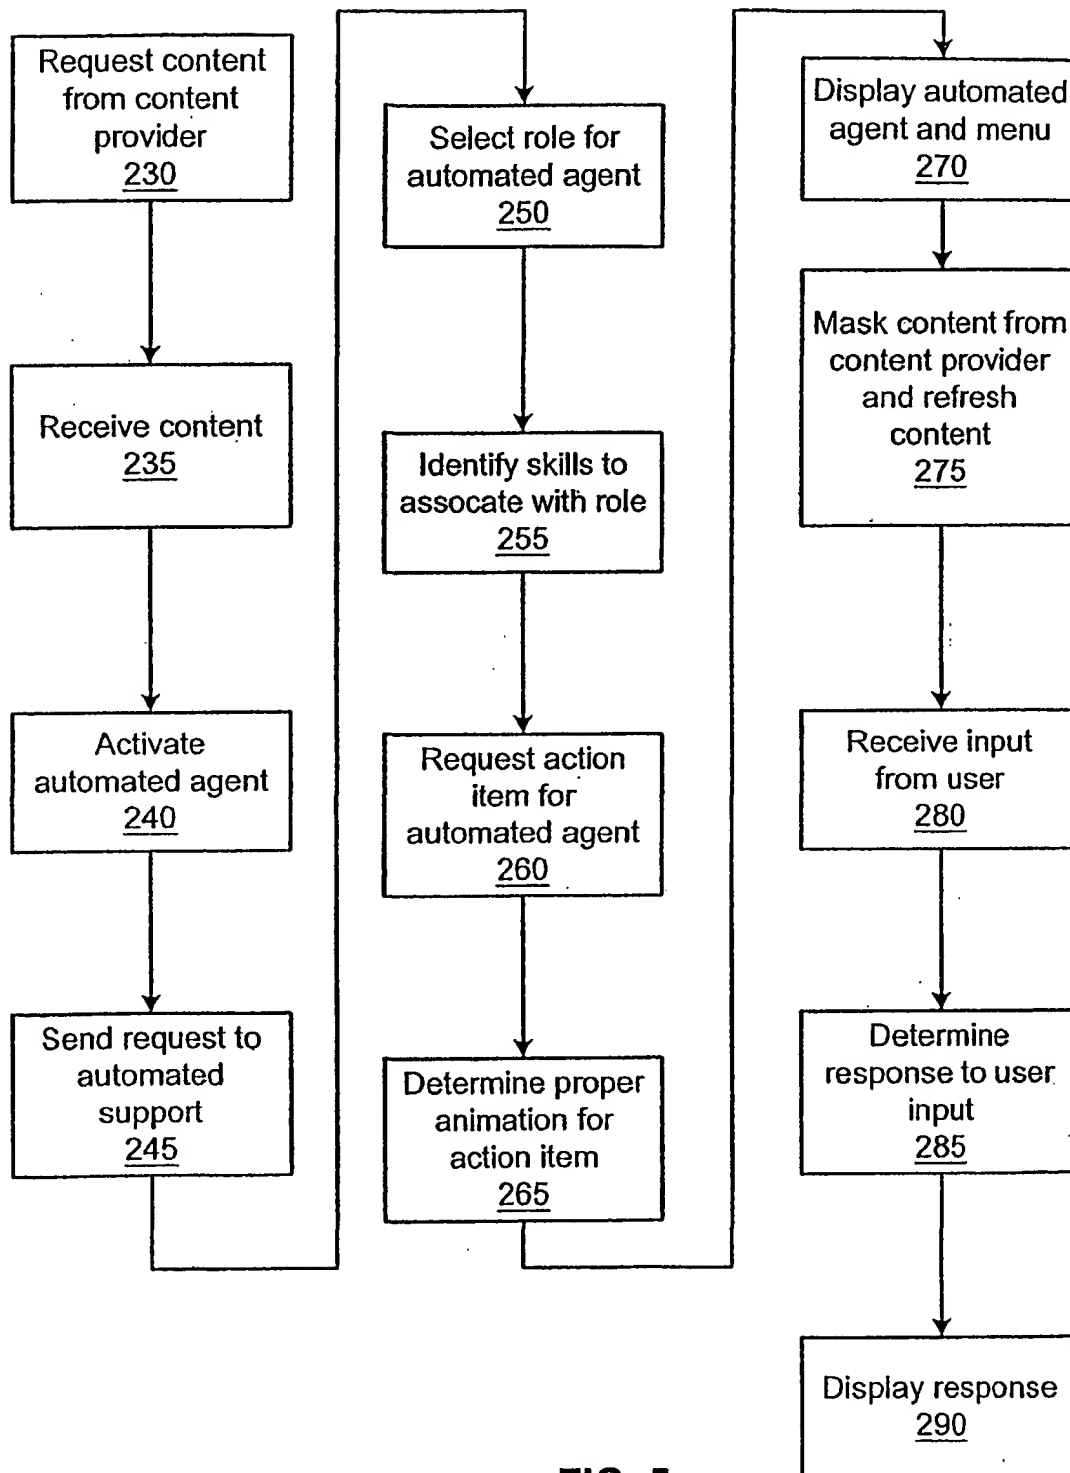 Request content
from content
provider
230
Receive content
235
Activate
automated agent
240
Send request to
automated
support
245
Select role for
automated agent
250
Identify skills to
assocate with role
255
Request action
item for
automated agent
260
Determine proper
animation for
action item
265
Display automated
agent and menu
270
Mask content from
content provider
and refresh
content
275
Receive input
from user
280
Determine
response to user
input
285
Display response
290